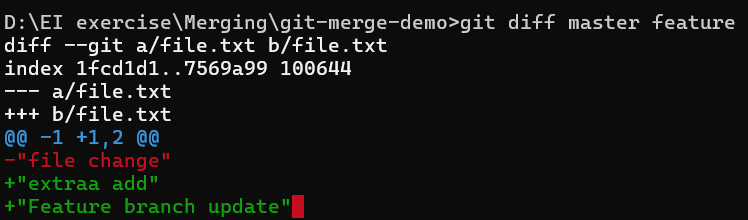 D:\EI exercise\Merging\git-merge-demo>git diff master feature
diff --git a/file.txt b/file.txt
index 1fcd1d1..7569a99 100644
--- a/file.txt
+++ b/file.txt
@@ -1 +1,2 @@
-"file change"
+"extraa add"
+"Feature branch update"